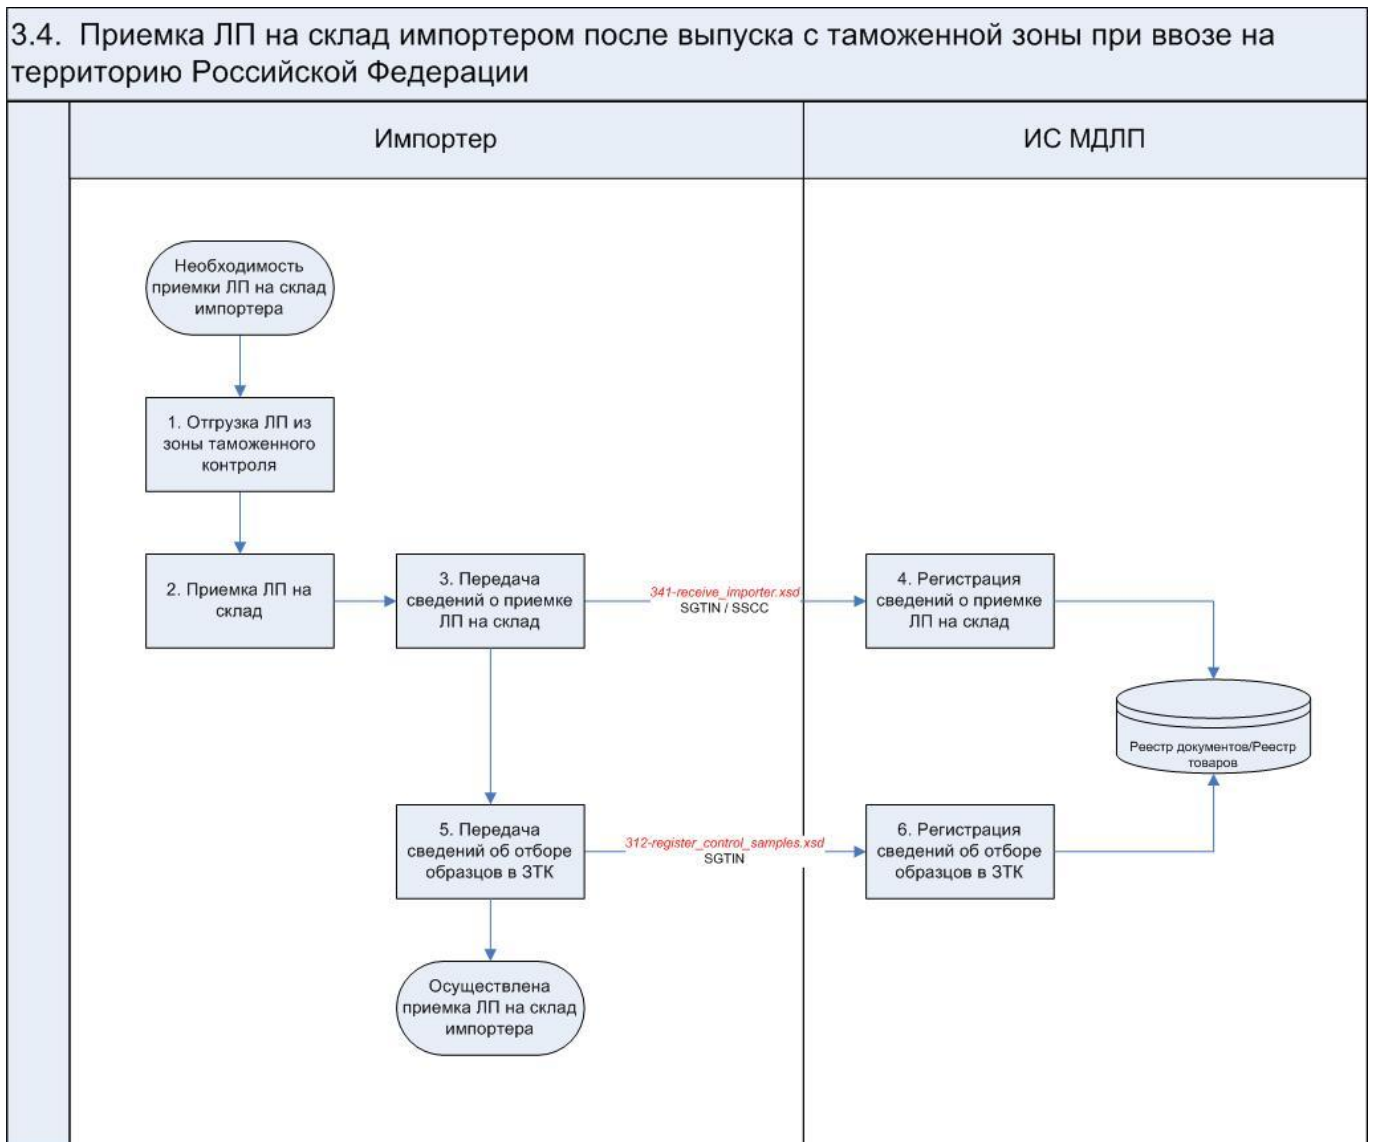 3.4. Приемка ЛП на склад импортером после выпуска с таможенной зоны при ввозе на
территорию Российской Федерации
Импортер
ИС МДЛП
Необходимость
приемки ЛП на склад
импортера
1. Отгрузка ЛП из
зоны таможенного
контроля
2. Приемка ЛП на
склад
3. Передача
сведений о приемке
ЛП на склад
341-receive_importer.xsd
SGTIN / SSCC
4. Регистрация
сведений о приемке
ЛП на склад
Реестр документов/Реестр
товаров
5. Передача
сведений об отборе
образцов в ЗТК
312-register_control_samples.xsd
SGTIN
6. Регистрация
сведений об отборе
образцов в ЗТК
Осуществлена
приемка ЛП на склад
импортера